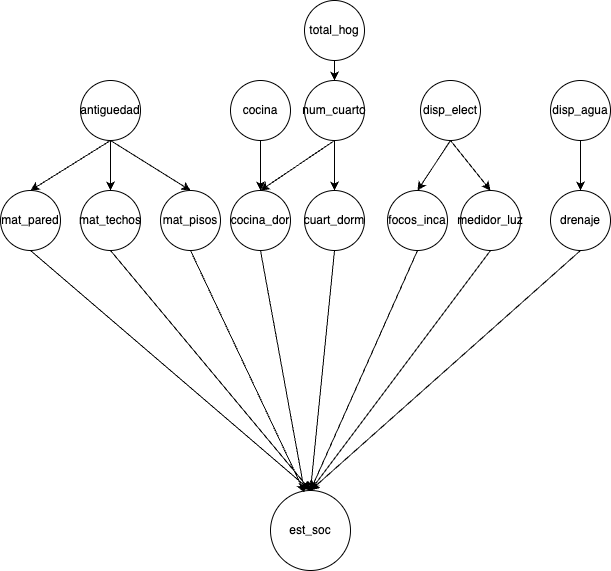 total_hog
antiguedad
cocina
num_cuarto
disp_elect
disp_agua
mat_pared
mat_techos
mat_pisos
cocina_dor
cuart_dorm
focos_inca
medidor_luz
drenaje
est_soc